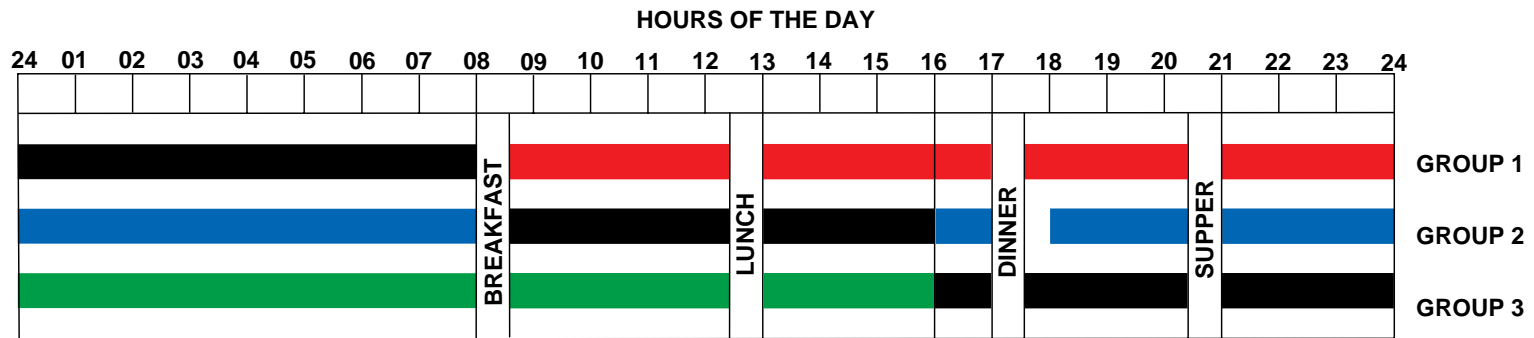 HOURS OF THE DAY
24 01 02 03 04 05 06 07 08 09 10 11 12 13 14 15 16 17 18 19 20 21 22 23 24
BREAKFAST
LUNCH
DINNER
SUPPER
GROUP 1
GROUP 2
GROUP 3